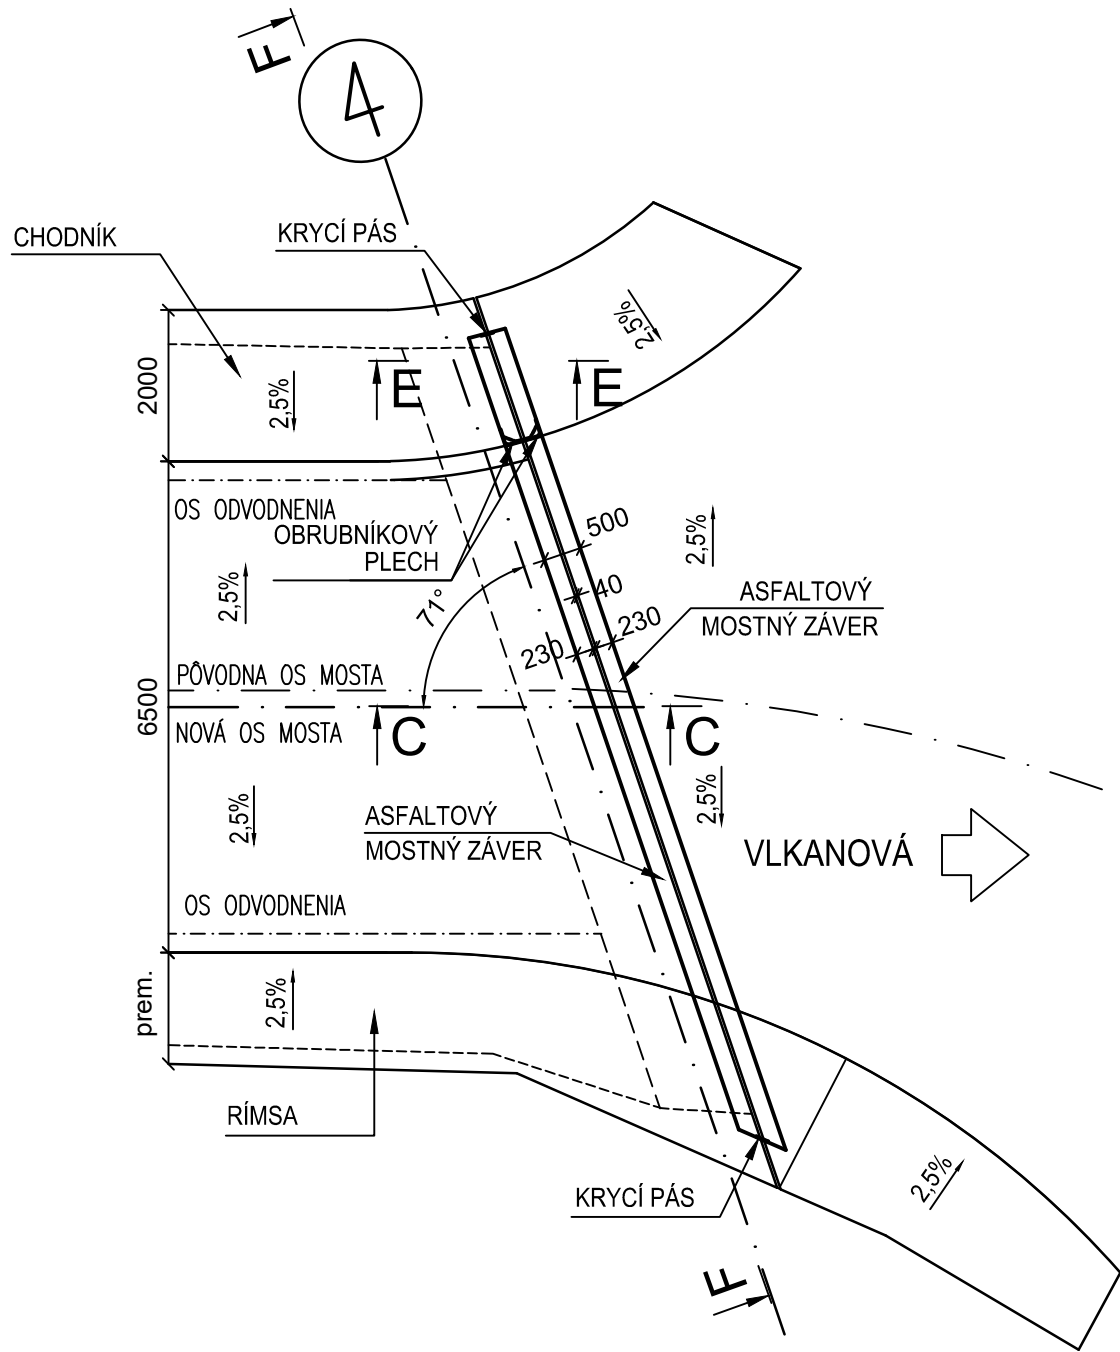 F
4
CHODNÍK
KRYCÍ PÁS
2,5%
2000
2,5%
E
E
OS ODVODNENIA
OBRUBNÍKOVÝ
PLECH
500
2,5%
2,5%
71°
40
ASFALTOVÝ
MOSTNÝ ZÁVER
230
230
PÔVODNA OS MOSTA
6500
NOVÁ OS MOSTA
C
C
2,5%
2,5%
ASFALTOVÝ
MOSTNÝ ZÁVER
VLKANOVÁ
OS ODVODNENIA
prem.
2,5%
RÍMSA
2,5%
KRYCÍ PÁS
F